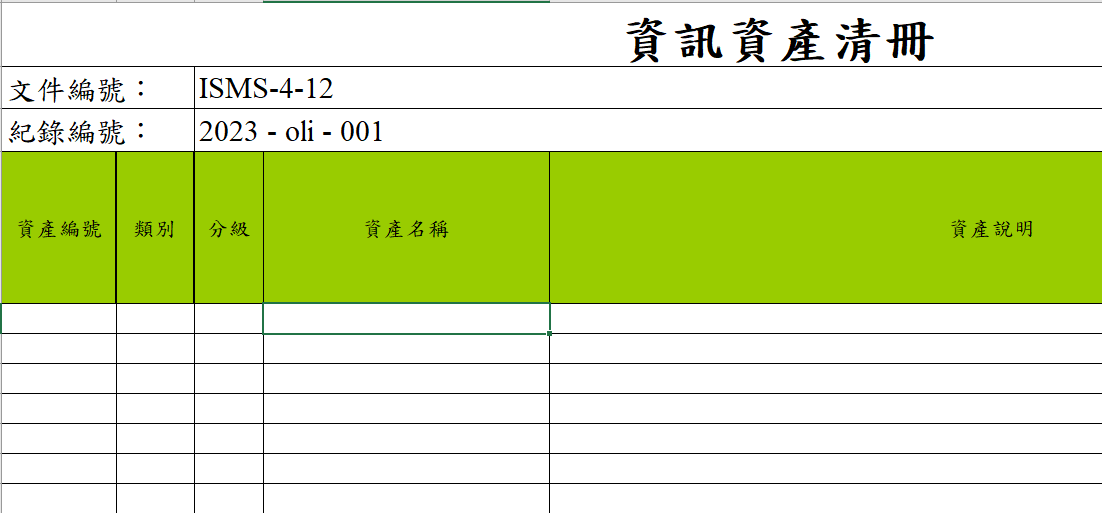 資訊資產清冊
文件編號： ISMS-4-12
紀錄編號： 2023 - oli - 001
資產編號 類別 分級 資產名稱 資產說明